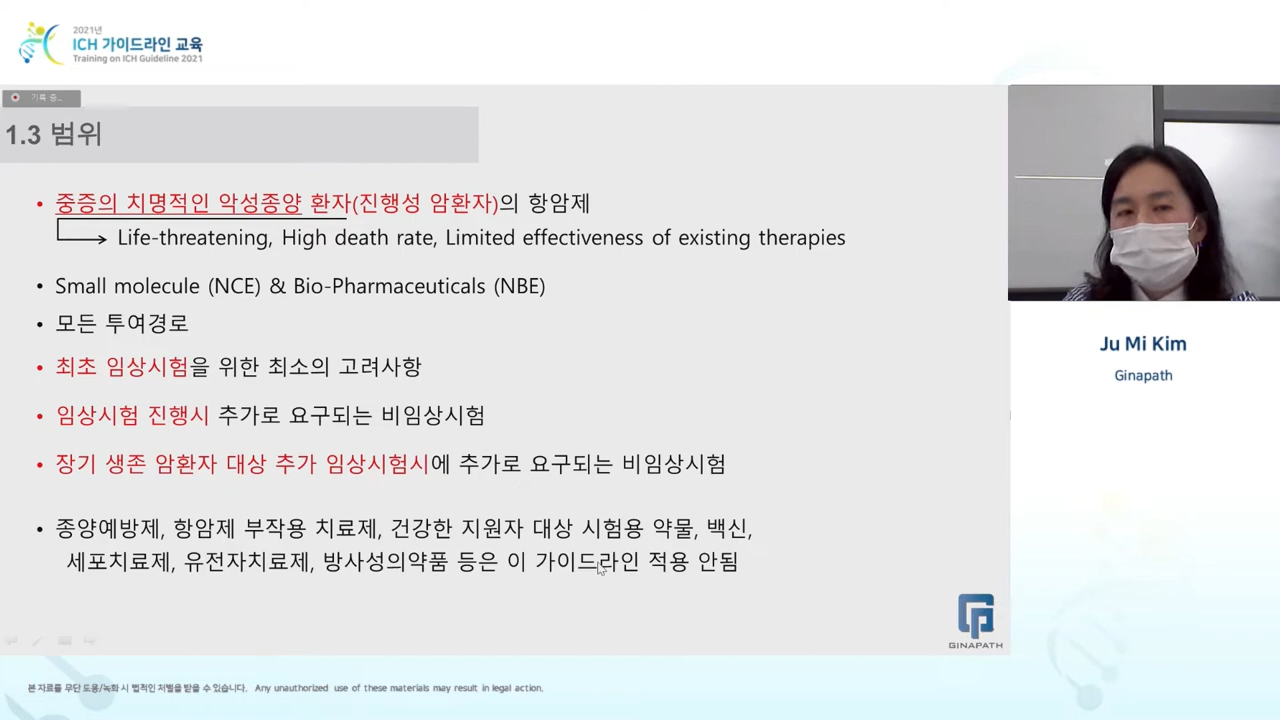 2021년
ICH 가이드라인 교육
Training on ICH Guideline 2021
기록 중...
1.3 범위
• 중증의 치명적인 악성종양 환자(진행성 암환자)의 항암제
Life-threatening, High death rate, Limited effectiveness of existing therapies
• Small molecule (NCE) & Bio-Pharmaceuticals (NBE)
• 모든 투여경로
• 최초 임상시험을 위한 최소의 고려사항
• 임상시험 진행시 추가로 요구되는 비임상시험
• 장기 생존 암환자 대상 추가 임상시험시에 추가로 요구되는 비임상시험
• 종양예방제, 항암제 부작용 치료제, 건강한 지원자 대상 시험용 약물, 백신,
세포치료제, 유전자치료제, 방사성의약품 등은 이 가이드라인 적용 안됨
GINAPATH
Ju Mi Kim
Ginapath
본 자료를 무단 도용/녹화 시 법적인 처벌을 받을 수 있습니다. Any unauthorized use of these materials may result in legal action.